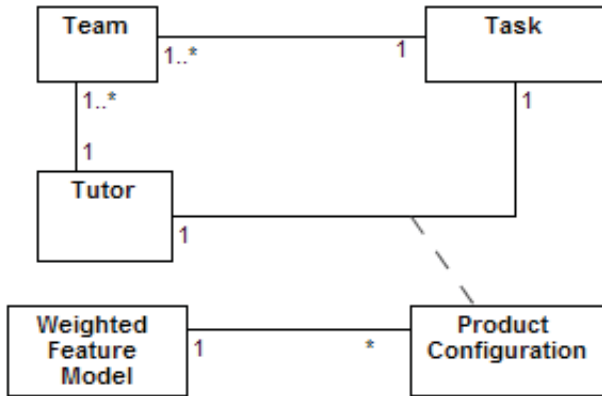 Team
Task
1..*
1
1..*
1
1
Tutor
1
Weighted
Feature
Model
1
*
Product
Configuration